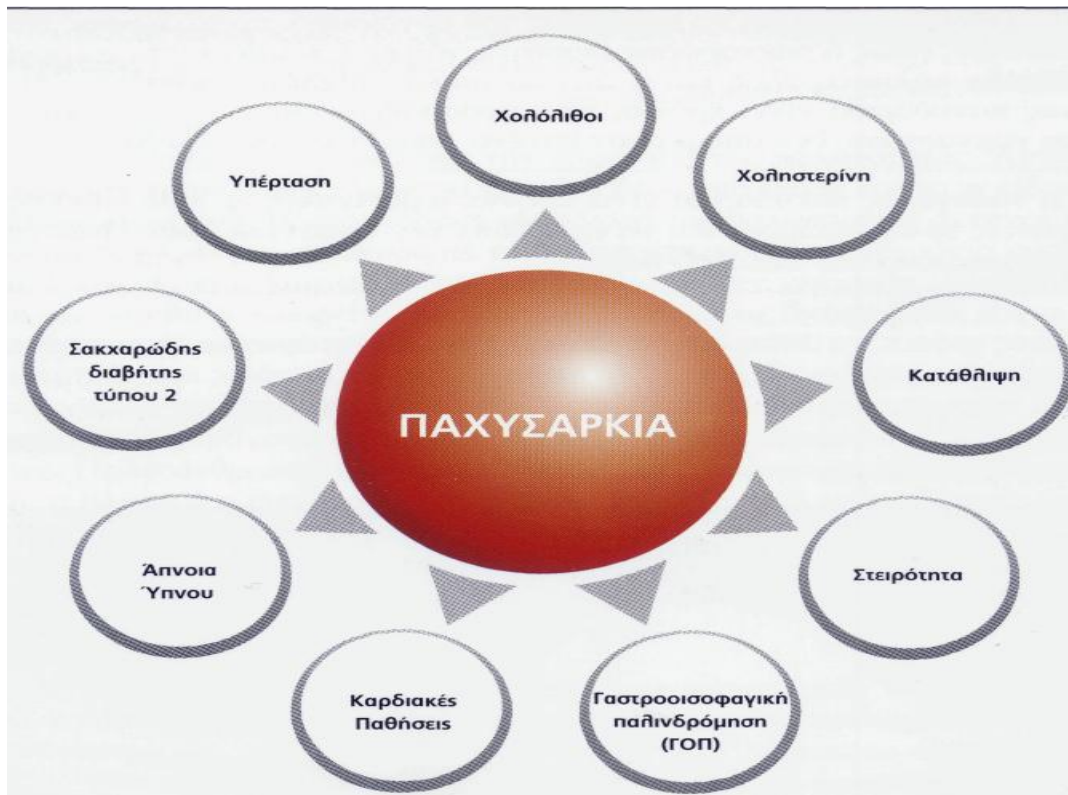 Χολόλιθοι
Χοληστερίνη
Υπέρταση
Σακχαρώδης
διαβήτης
τύπου 2
Κατάθλιψη
ΠΑΧΥΣΑΡΚΙΑ
Άπνοια
Ύπνου
Στειρότητα
Καρδιακές
Παθήσεις
Γαστροοισοφαγική
παλινδρόμηση
(ΓΟΠ)